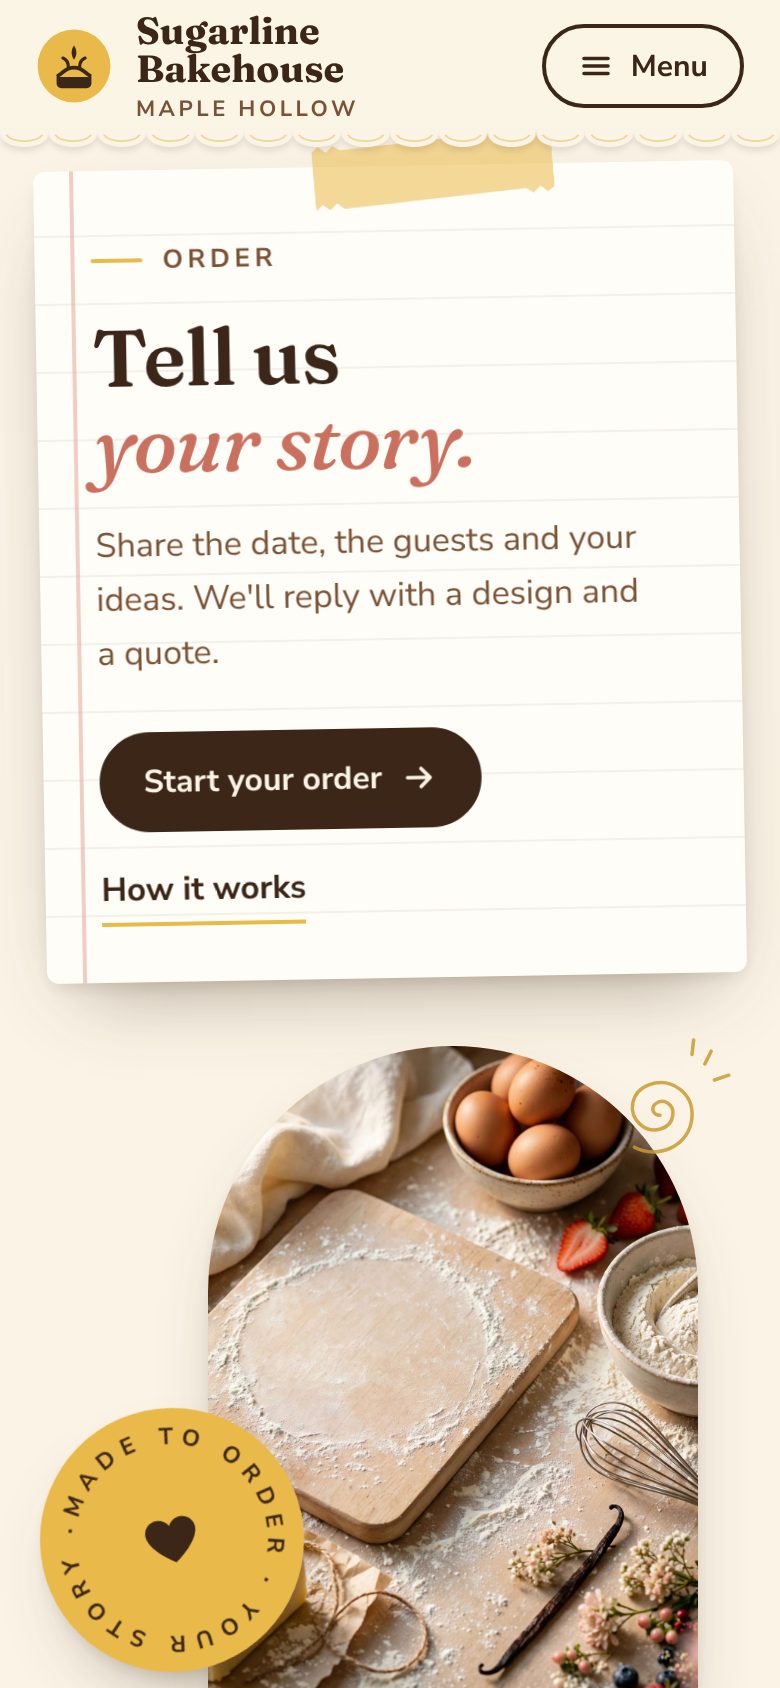 Sugarline
Bakehouse
MAPLE HOLLOW
Menu
ORDER
Tell us
your story.
Share the date, the guests and your
ideas. We'll reply with a design and
a quote.
Start your order
How it works
MADE TO ORDER · YOUR STORY ·